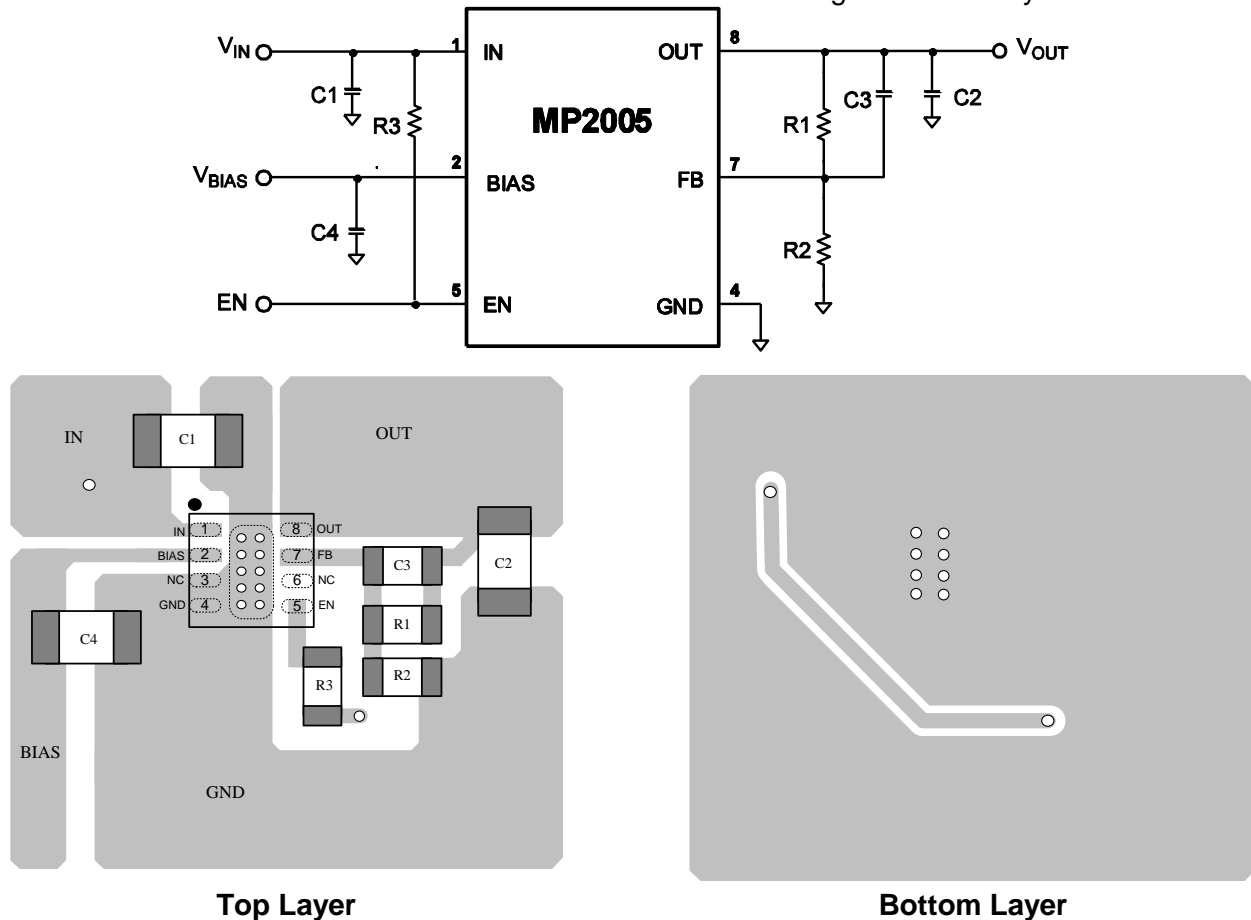 VIN
1
IN
OUT
8
VOUT
C1
R3
MP2005
R1
C3
C2
VBIAS
2
BIAS
FB
7
C4
R2
EN
5
EN
GND
4
IN
C1
OUT
IN 1
8 OUT
BIAS 2
7 FB
NC 3
6 NC
GND 4
5 EN
C3
C2
R1
C4
R2
R3
BIAS
GND
Top Layer
Bottom Layer